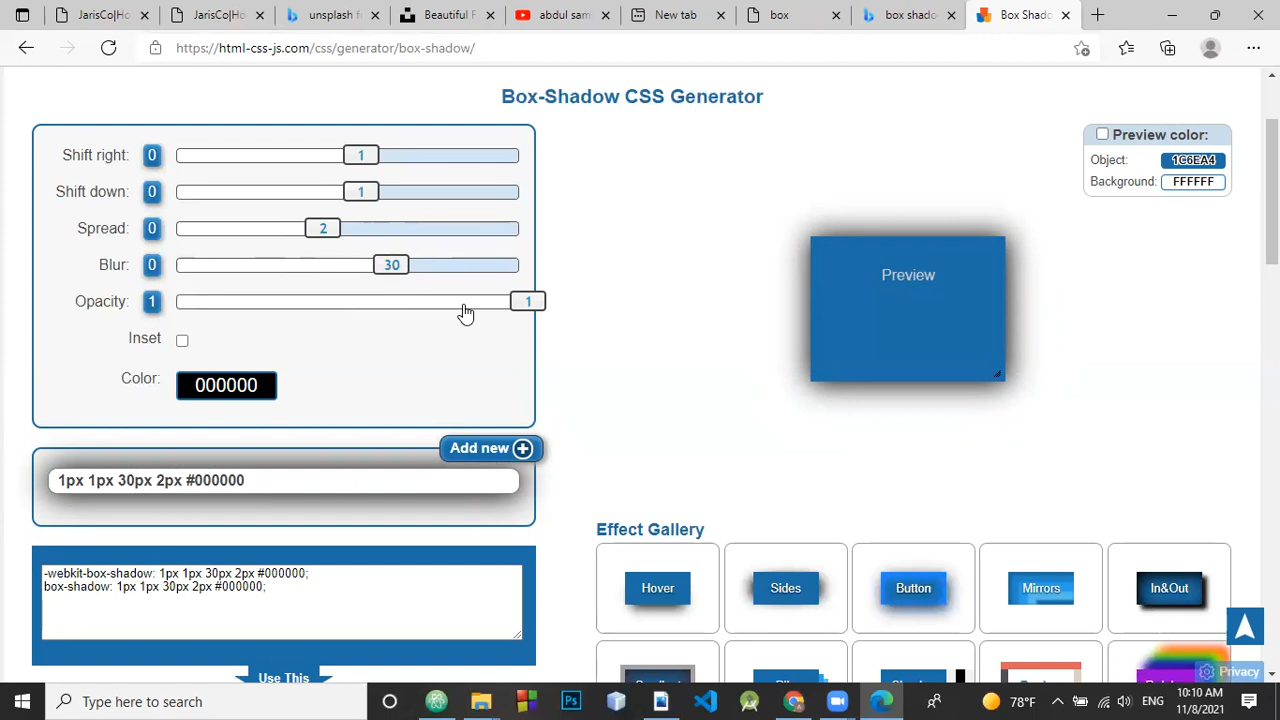 JarisCo|Ho
JarisCo|Ho
unsplash f
Beautiful F
abdul sam
New tab
box
box shado
Box Shado
https://html-css-js.com/css/generator/box-shadow/
Box-Shadow CSS Generator
Shift right: 0 1
Shift down: 0 1
Spread: 0 2
Blur: 0 30
Opacity: 1 1
Inset
Color: 000000
Preview color:
Object: 1C6EA4
Background: FFFFFF
Preview
Add new
1px 1px 30px 2px #000000
-webkit-box-shadow: 1px 1px 30px 2px #000000;
box-shadow: 1px 1px 30px 2px #000000;
Use This
Effect Gallery
Hover
Sides
Button
Mirrors
In&Out
Privacy
Type here to search
Ps
78°F
ENG
10:10 AM
11/8/2021